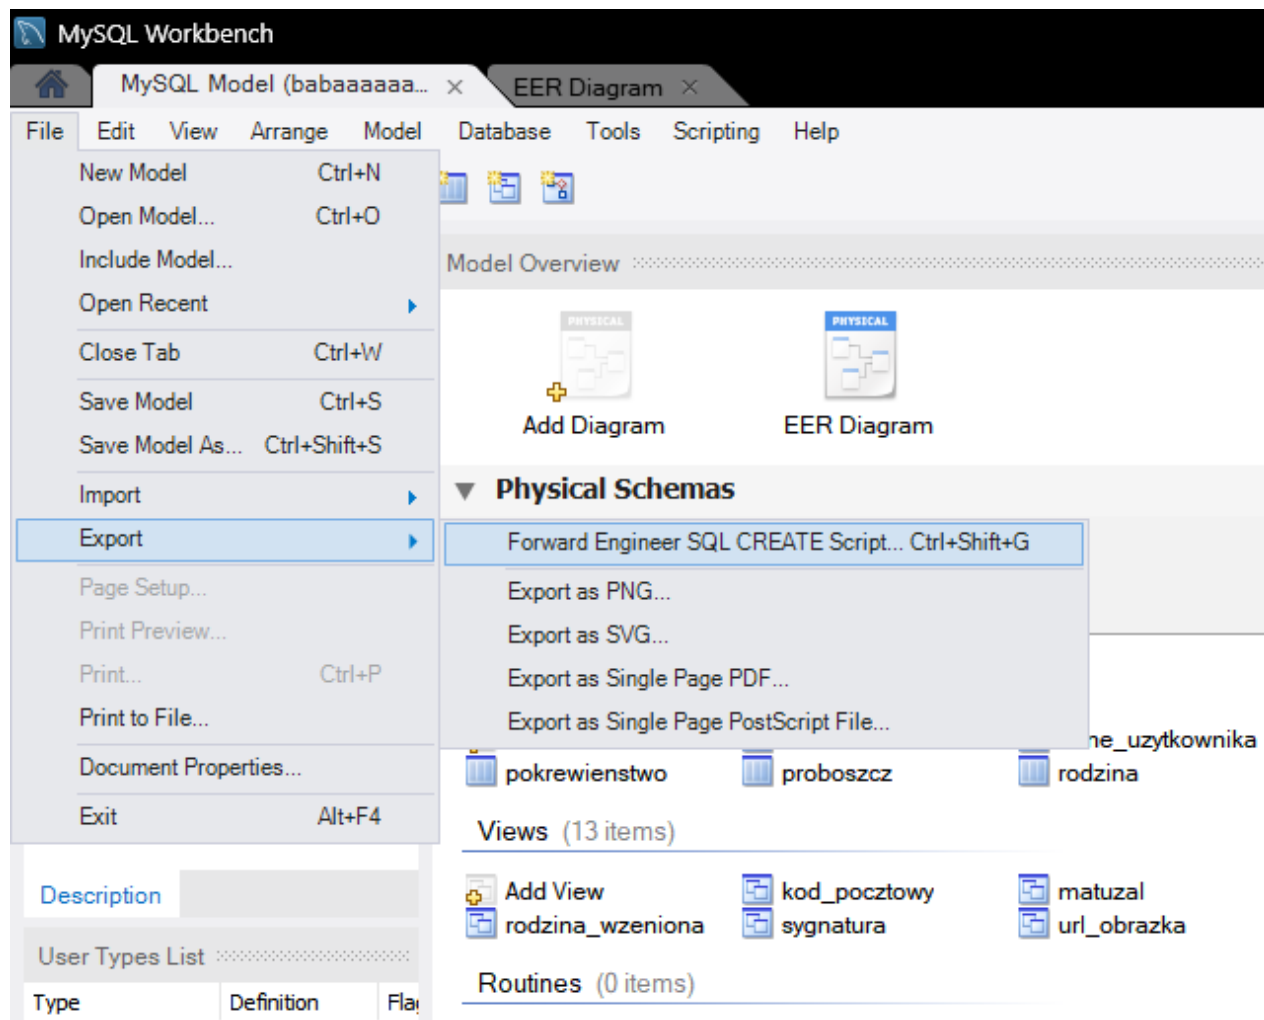 MySQL Workbench
MySQL Model (babaaaaaa...
EER Diagram
File Edit View Arrange Model Database Tools Scripting Help
New Model Ctrl+N
Open Model... Ctrl+O
Include Model...
Open Recent
Close Tab Ctrl+W
Save Model Ctrl+S
Save Model As... Ctrl+Shift+S
Import
Export
Page Setup...
Print Preview...
Print... Ctrl+P
Print to File...
Document Properties...
Exit Alt+F4
Forward Engineer SQL CREATE Script... Ctrl+Shift+G
Export as PNG...
Export as SVG...
Export as Single Page PDF...
Export as Single Page PostScript File...
Model Overview
PHYSICAL
PHYSICAL
Add Diagram
EER Diagram
Physical Schemas
ne_uzytkownika
pokrewienstwo proboszcz rodzina
Views (13 items)
Add View kod_pocztowy matuzal
rodzina_wzeniona sygnatura url_obrazka
Routines (0 items)
Description
User Types List
Type Definition Flag